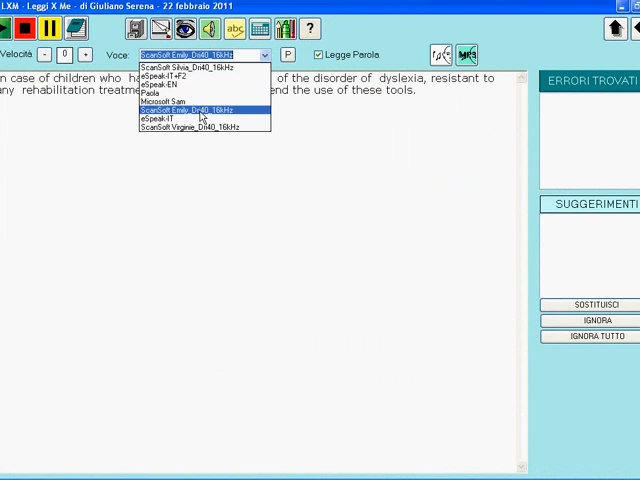 LXM - Leggi X Me - di Giuliano Serena - 22 febbraio 2011
abc
MP3
?
Velocità - 0 + Voce: ScanSoft Emily_Dri40_16kHz P Legge Parola
ScanSoft Silvia_Dri40_16kHz
eSpeak-IT+F2
eSpeak-EN
Paola
Microsoft Sam
ScanSoft Emily_Dri40_16kHz
eSpeak-IT
ScanSoft Virginie_Dri40_16kHz
n case of children who ha of the disorder of dyslexia, resistant to
any rehabilitation treatme end the use of these tools.
ERRORI TROVATI
SUGGERIMENTI
SOSTITUISCI
IGNORA
IGNORA TUTTO